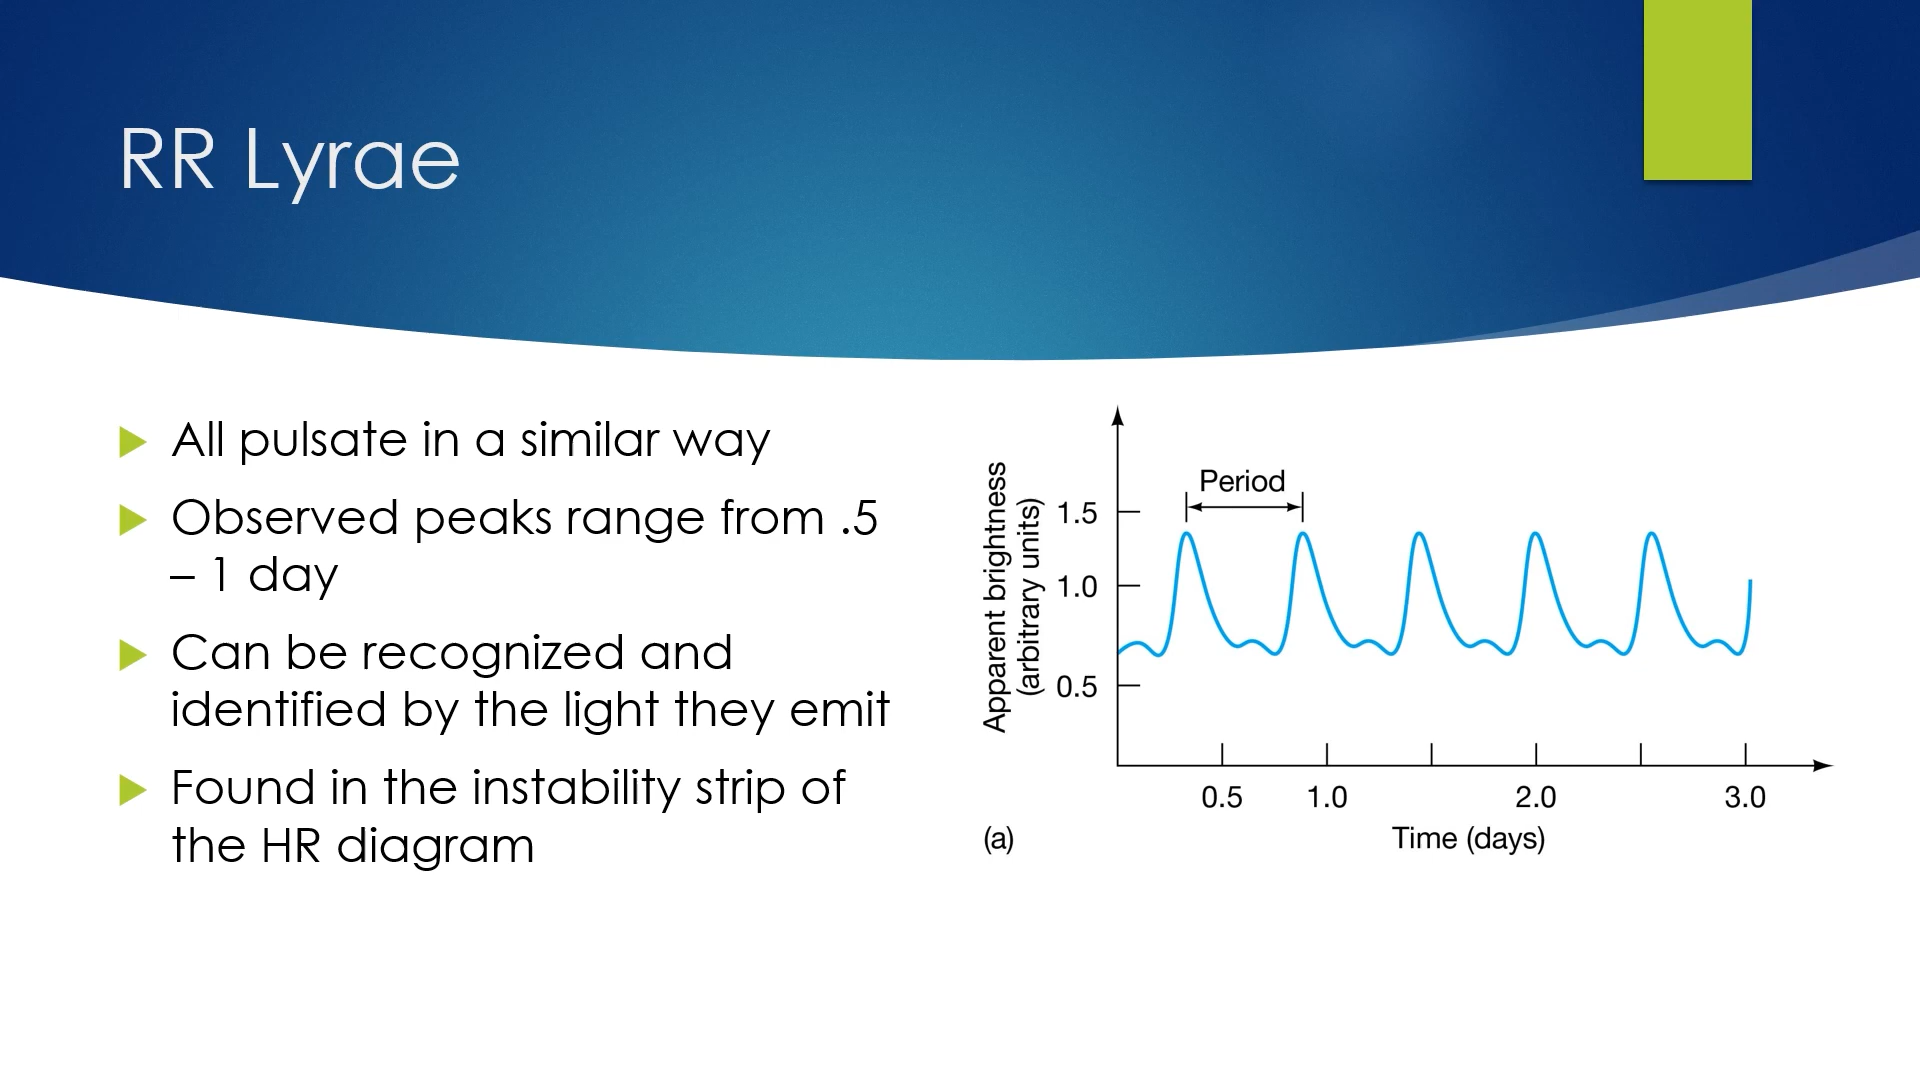 RR Lyrae
All pulsate in a similar way
Observed peaks range from .5
– 1 day
Can be recognized and
identified by the light they emit
Found in the instability strip of
the HR diagram
Apparent brightness
(arbitrary units)
Period
1.5
1.0
0.5
0.5 1.0 2.0 3.0
(a)
Time (days)